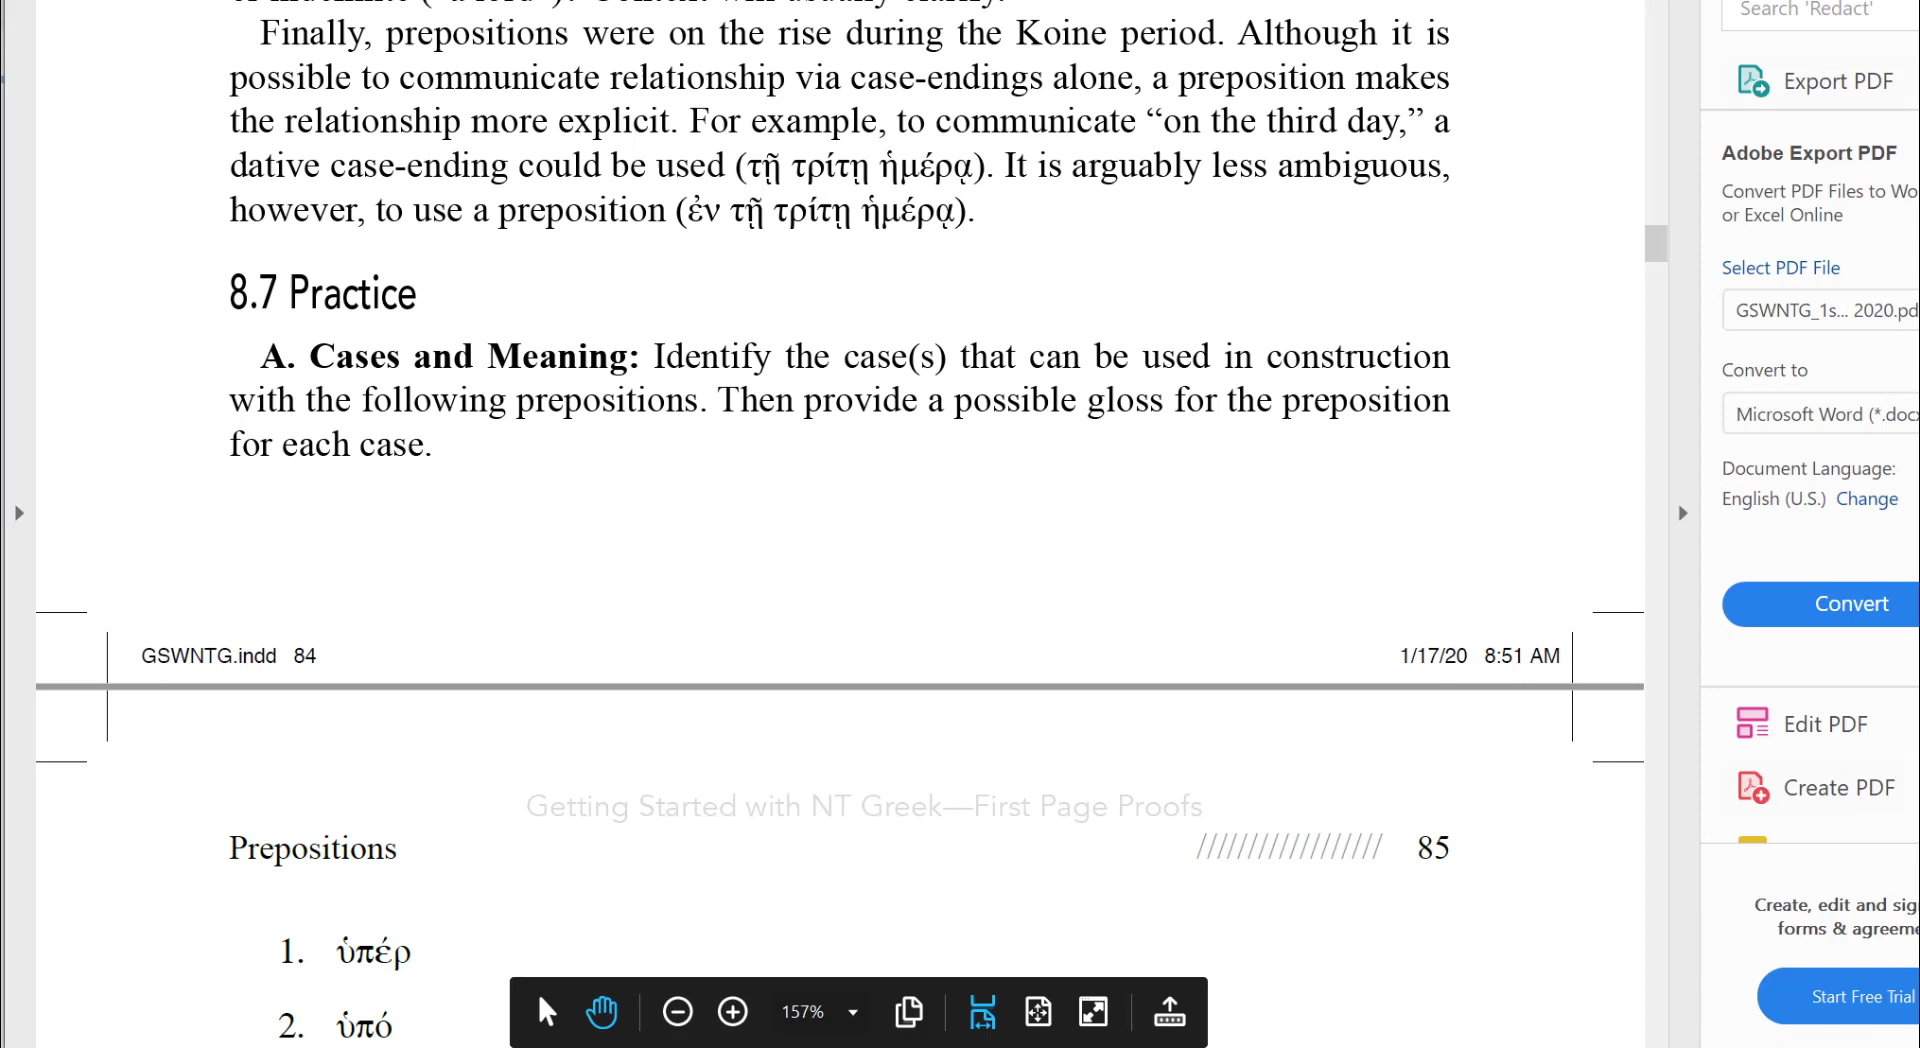 Finally, prepositions were on the rise during the Koine period. Although it is
possible to communicate relationship via case-endings alone, a preposition makes
the relationship more explicit. For example, to communicate “on the third day,” a
dative case-ending could be used (τῇ τρίτῃ ἡμέρᾳ). It is arguably less ambiguous,
however, to use a preposition (ἐν τῇ τρίτῃ ἡμέρᾳ).
8.7 Practice
A. Cases and Meaning: Identify the case(s) that can be used in construction
with the following prepositions. Then provide a possible gloss for the preposition
for each case.
GSWNTG.indd 84
1/17/20 8:51 AM
Getting Started with NT Greek—First Page Proofs
Prepositions
85
1. ὑπέρ
2. ὑπό
157%
Search 'Redact'
Export PDF
Adobe Export PDF
Convert PDF Files to Wo
or Excel Online
Select PDF File
GSWNTG_1s... 2020.pd
Convert to
Microsoft Word (*.docx
Document Language:
English (U.S.) Change
Convert
Edit PDF
Create PDF
Create, edit and sig
forms & agreeme
Start Free Trial